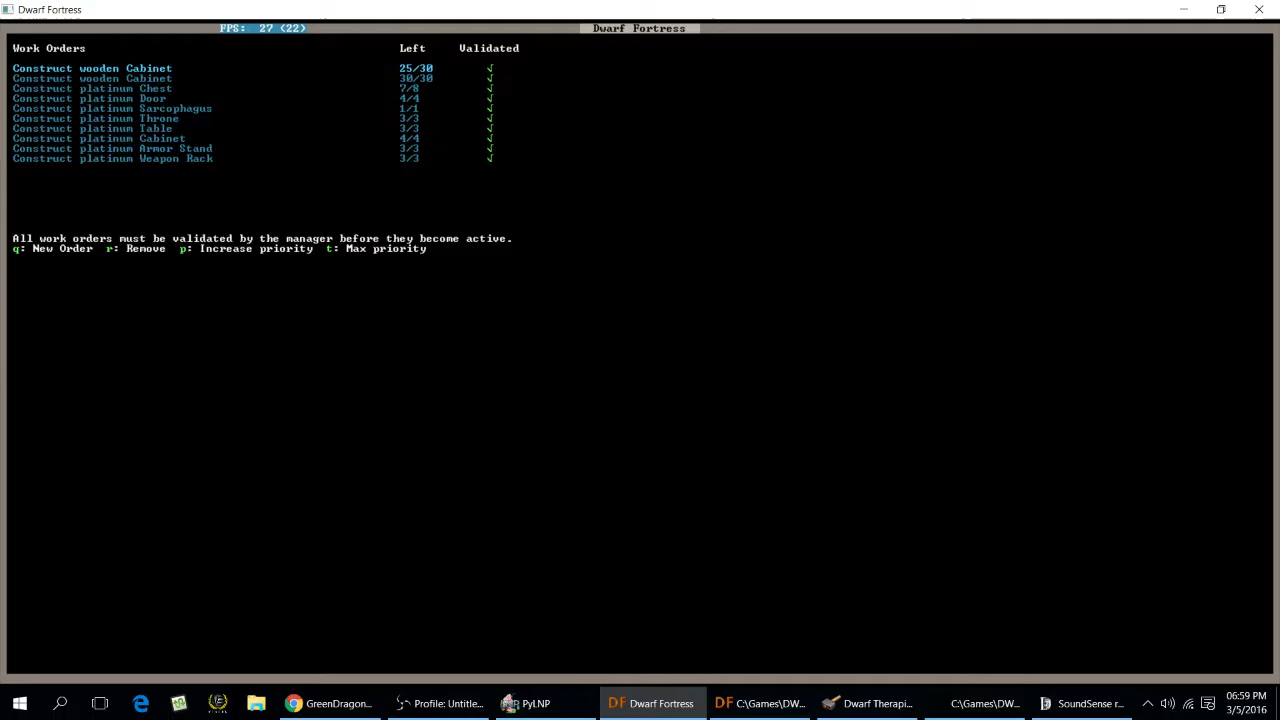 Dwarf Fortress
FPS: 27 (22) Dwarf Fortress
Work Orders Left Validated
Construct wooden Cabinet 25/30 √
Construct wooden Cabinet 30/30 √
Construct platinum Chest 7/8 √
Construct platinum Door 4/4 √
Construct platinum Sarcophagus 1/1 √
Construct platinum Throne 3/3 √
Construct platinum Table 3/3 √
Construct platinum Cabinet 4/4 √
Construct platinum Armor Stand 3/3 √
Construct platinum Weapon Rack 3/3 √
All work orders must be validated by the manager before they become active.
q: New Order r: Remove p: Increase priority t: Max priority
GreenDragon... Profile: Untitle... PyLNP DF Dwarf Fortress DF C:\Games\DW... Dwarf Therapi... C:\Games\DW... SoundSense r... 06:59 PM
3/5/2016